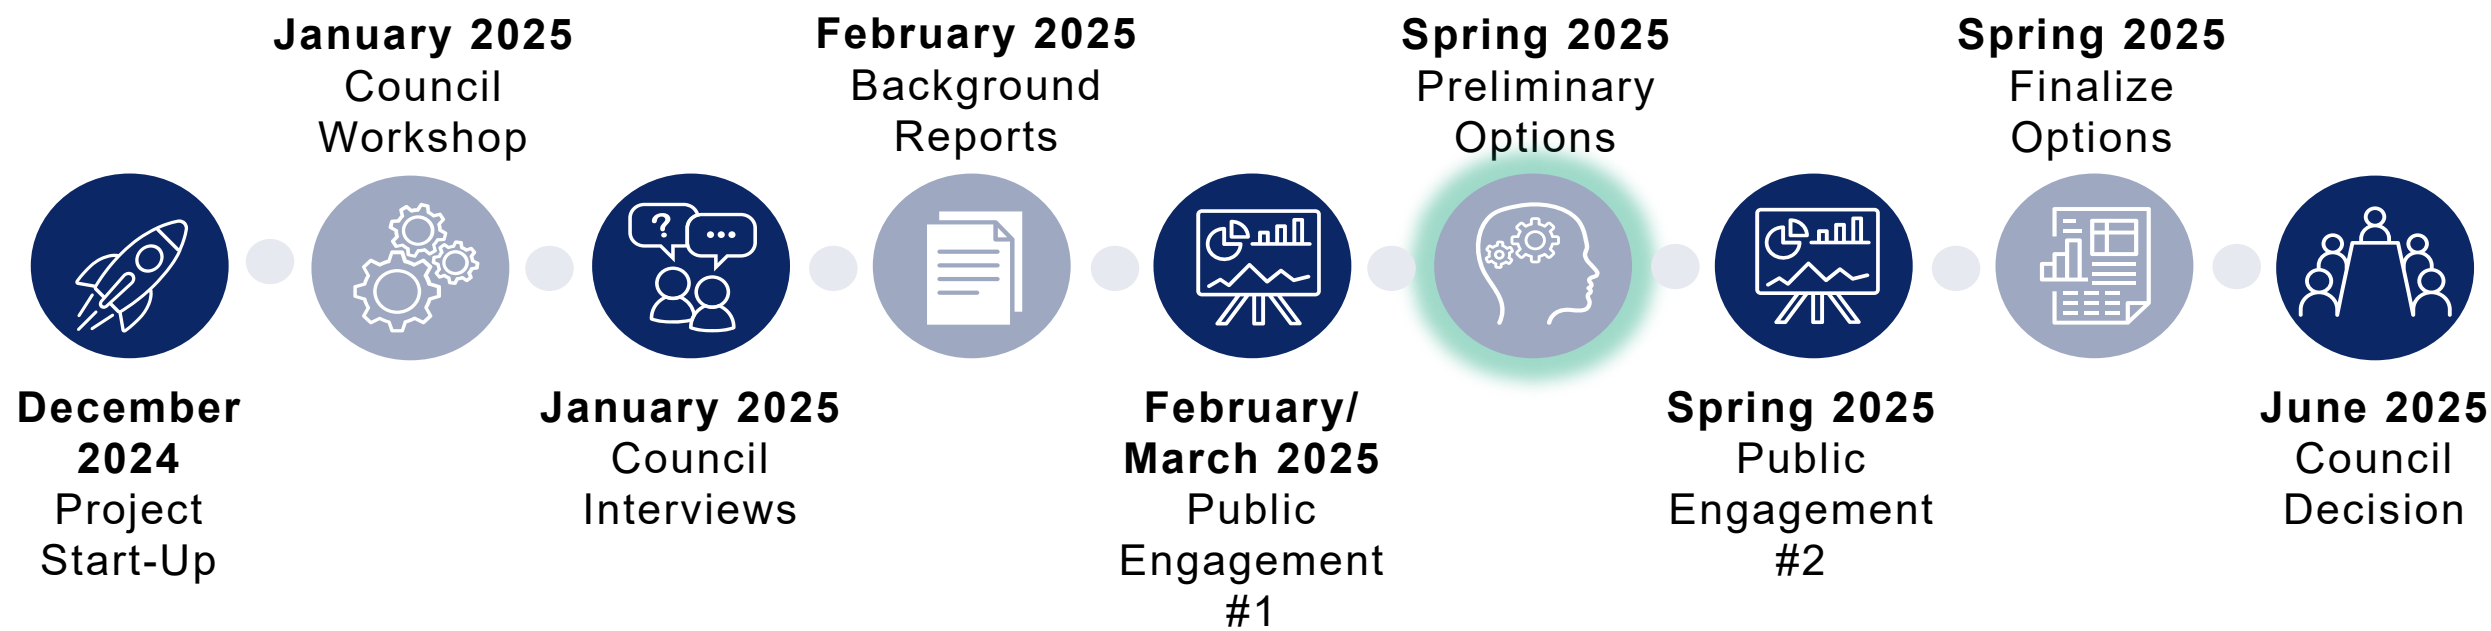 December
2024
Project
Start-Up
January 2025
Council
Workshop
?
January 2025
Council
Interviews
February 2025
Background
Reports
February/
March 2025
Public
Engagement
#1
Spring 2025
Preliminary
Options
Spring 2025
Public
Engagement
#2
Spring 2025
Finalize
Options
June 2025
Council
Decision